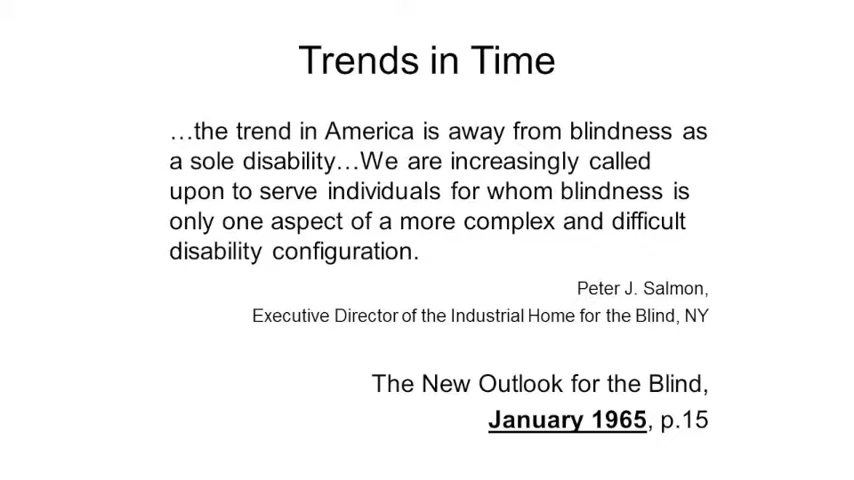 Trends in Time
…the trend in America is away from blindness as
a sole disability…We are increasingly called
upon to serve individuals for whom blindness is
only one aspect of a more complex and difficult
disability configuration.
Peter J. Salmon,
Executive Director of the Industrial Home for the Blind, NY
The New Outlook for the Blind,
January 1965, p.15